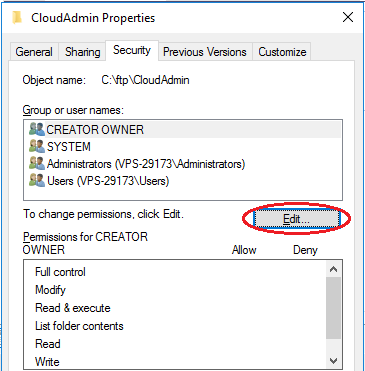 CloudAdmin Properties
General Sharing Security Previous Versions Customize
Object name: C:\ftp\CloudAdmin
Group or user names:
CREATOR OWNER
SYSTEM
Administrators (VPS-29173\Administrators)
Users (VPS-29173\Users)
To change permissions, click Edit.
Edit...
Permissions for CREATOR
OWNER Allow Deny
Full control
Modify
Read & execute
List folder contents
Read
Write